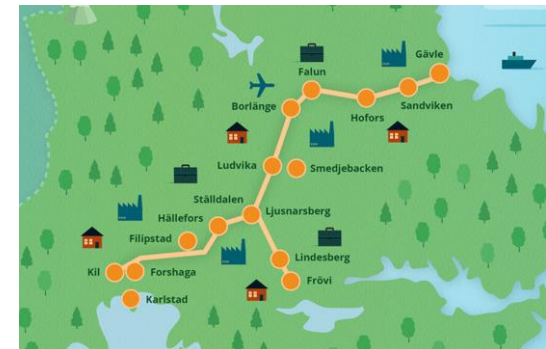 Gävle
Falun
Borlänge
Sandviken
Hofors
Ludvika
Smedjebacken
Ställdalen
Ljusnarsberg
Hällefors
Filipstad
Lindesberg
Kil
Forshaga
Frövi
Karlstad